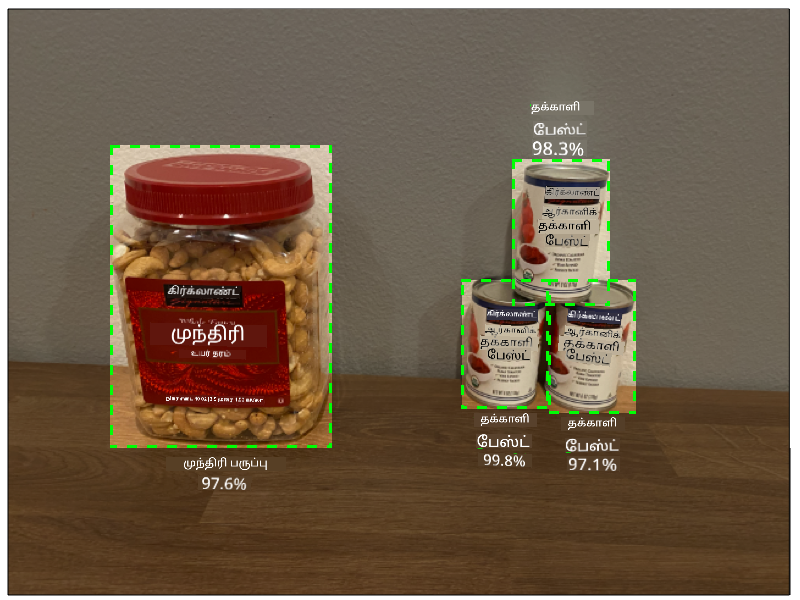 தக்காளி
பேஸ்ட்
98.3%
கிர்க்லாண்ட்
ஆர்கானிக்
தக்காளி
பேஸ்ட்
கிர்க்லாண்ட்
முந்திரி
சூப்பர் தரம்
கிர்க்லாண்ட்
ஆர்கானிக்
தக்காளி
பேஸ்ட்
கிர்க்லாண்ட்
ஆர்கானிக்
தக்காளி
பேஸ்ட்
முந்திரி பருப்பு
97.6%
தக்காளி
பேஸ்ட்
99.8%
தக்காளி
பேஸ்ட்
97.1%